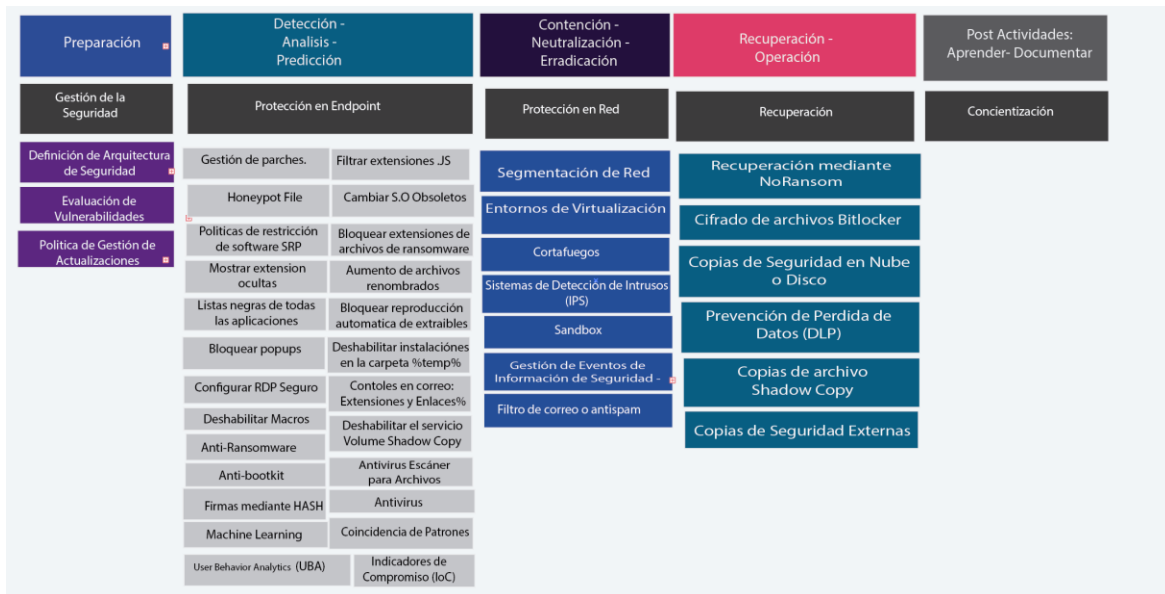 Preparación
Detección -
Analisis -
Predicción
Contención -
Neutralización -
Erradicación
Recuperación -
Operación
Post Actividades:
Aprender- Documentar
Gestión de la
Seguridad
Protección en Endpoint
Protección en Red
Recuperación
Concientización
Definición de Arquitectura
de Seguridad
Evaluación de
Vulnerabilidades
Politica de Gestión de
Actualizaciones
Gestión de parches.
Filtrar extensiones .JS
Honeypot File
Cambiar S.O Obsoletos
Politicas de restricción
de software SRP
Bloquear extensiones de
archivos de ransomware
Mostrar extension
ocultas
Aumento de archivos
renombrados
Listas negras de todas
las aplicaciones
Bloquear reproducción
automatica de extraibles
Bloquear popups
Deshabilitar instalaciónes
en la carpeta %temp%
Configurar RDP Seguro
Contoles en correo:
Extensiones y Enlaces%
Deshabilitar Macros
Deshabilitar el servicio
Volume Shadow Copy
Anti-Ransomware
Anti-bootkit
Antivirus Escáner
para Archivos
Firmas mediante HASH
Antivirus
Machine Learning
Coincidencia de Patrones
User Behavior Analytics (UBA)
Indicadores de
Compromiso (IoC)
Segmentación de Red
Entornos de Virtualización
Cortafuegos
Sistemas de Detección de Intrusos
(IPS)
Sandbox
Gestión de Eventos de
Información de Seguridad -
Filtro de correo o antispam
Recuperación mediante
NoRansom
Cifrado de archivos Bitlocker
Copias de Seguridad en Nube
o Disco
Prevención de Perdida de
Datos (DLP)
Copias de archivo
Shadow Copy
Copias de Seguridad Externas